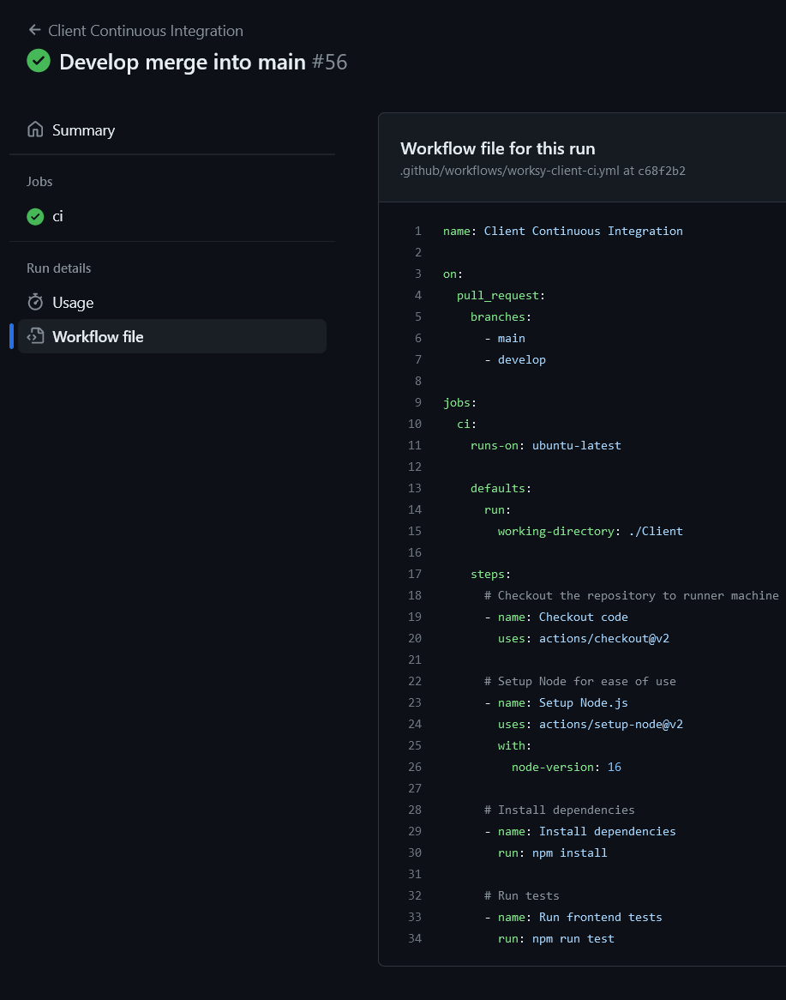 ← Client Continuous Integration
Develop merge into main #56
Summary
Jobs
ci
Run details
Usage
Workflow file
Workflow file for this run
.github/workflows/worksy-client-ci.yml at c68f2b2
1 name: Client Continuous Integration
2
3 on:
4   pull_request:
5     branches:
6       - main
7       - develop
8
9 jobs:
10   ci:
11     runs-on: ubuntu-latest
12
13     defaults:
14       run:
15         working-directory: ./Client
16
17     steps:
18       # Checkout the repository to runner machine
19       - name: Checkout code
20         uses: actions/checkout@v2
21
22       # Setup Node for ease of use
23       - name: Setup Node.js
24         uses: actions/setup-node@v2
25         with:
26           node-version: 16
27
28       # Install dependencies
29       - name: Install dependencies
30         run: npm install
31
32       # Run tests
33       - name: Run frontend tests
34         run: npm run test